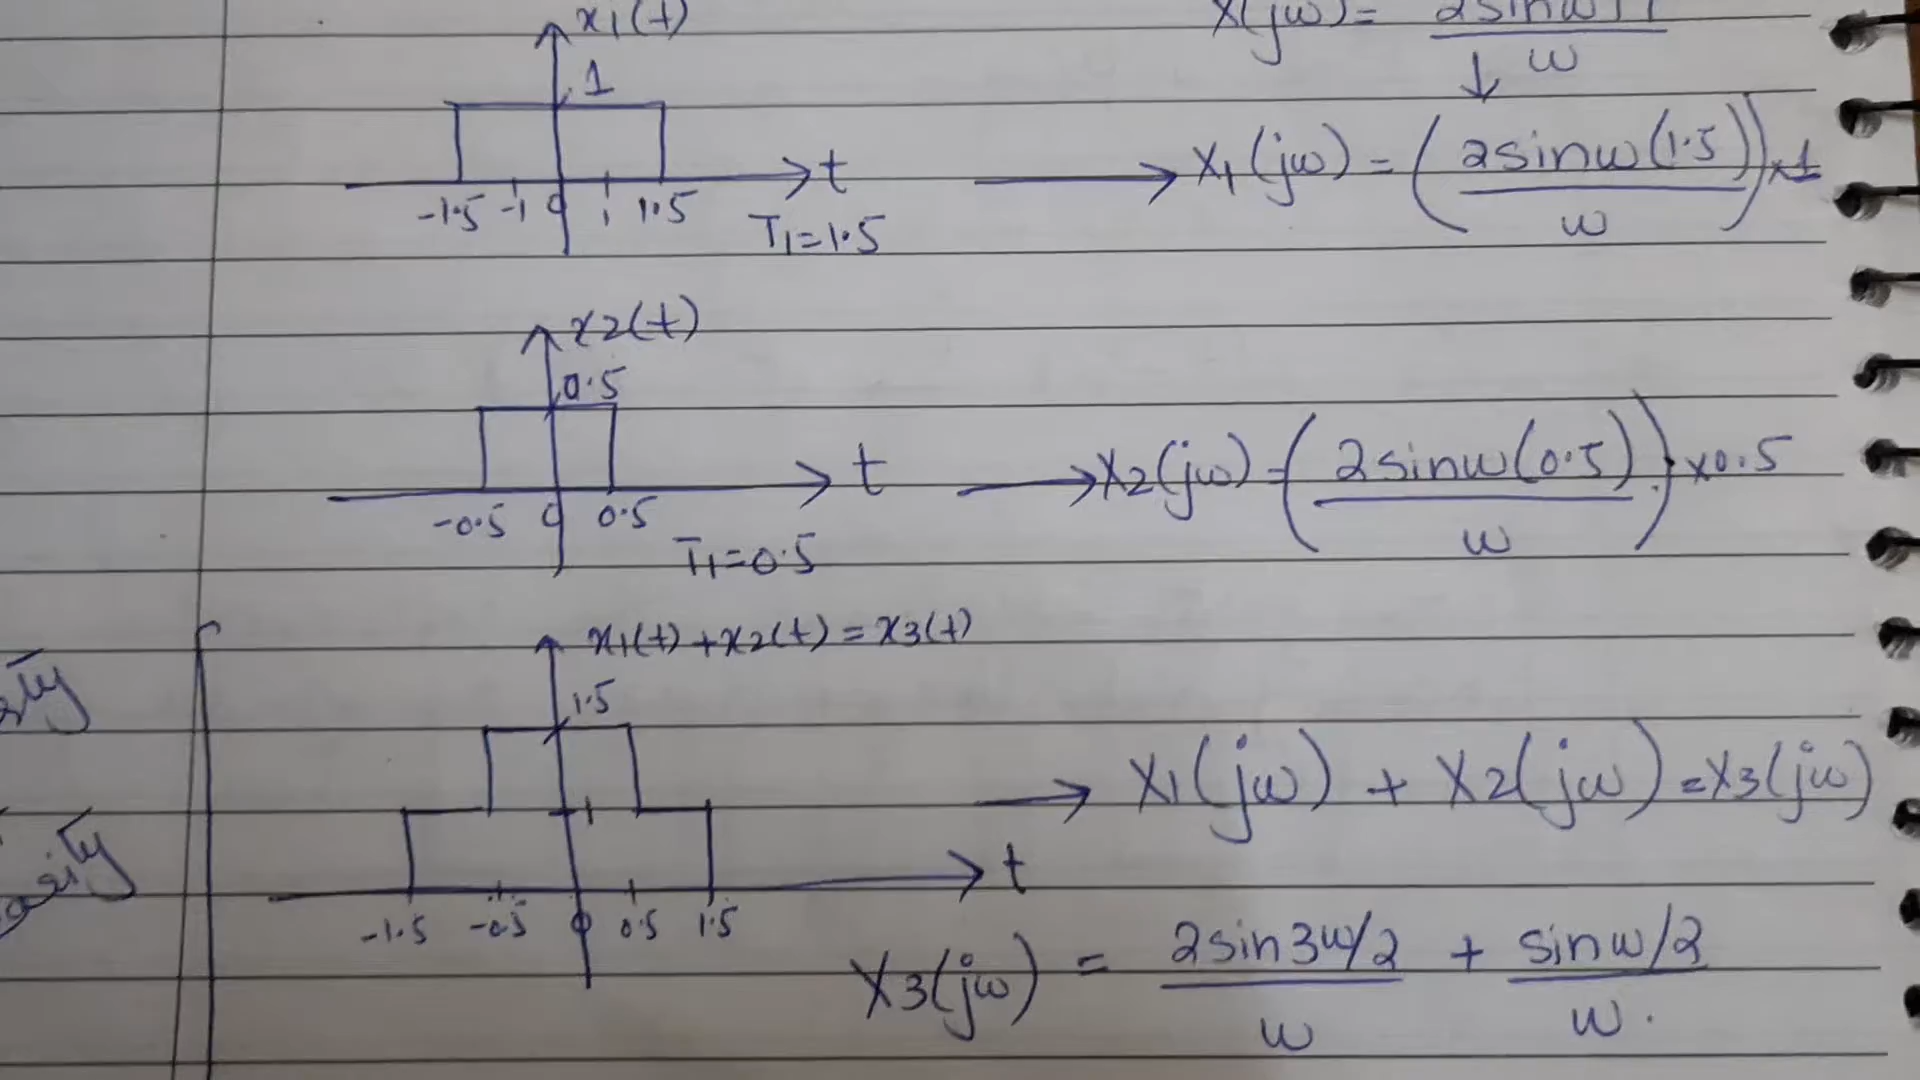 x1(t)
X(jω) = 2sinωT1
ω
1
X1(jω) = (2sinω(1.5)) x1
ω
t
-1.5 -1 0 1 1.5
T1=1.5
x2(t)
0.5
t
X2(jω) = (2sinω(0.5)) x0.5
ω
-0.5 0 0.5
T1=0.5
x1(t) + x2(t) = x3(t)
1.5
X1(jω) + X2(jω) = X3(jω)
1
t
-1.5 -0.5 0 0.5 1.5
X3(jω) = 2sin3ω/2 + sinω/2
ω ω.